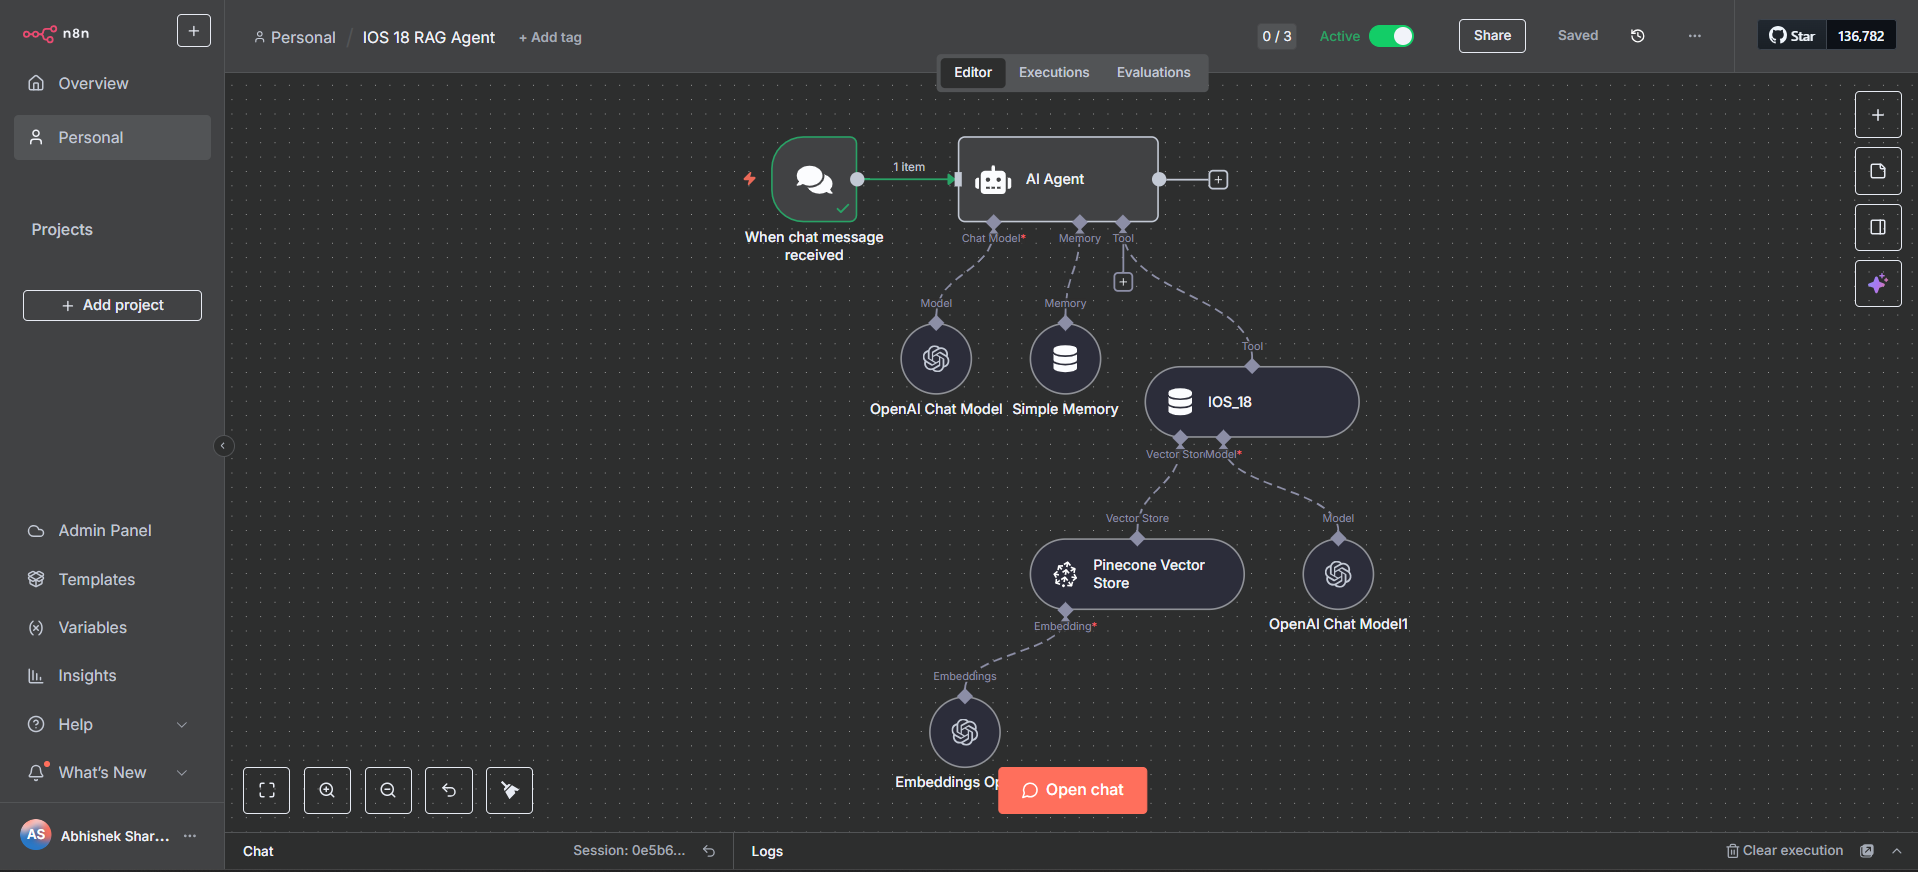 n8n
Personal / IOS 18 RAG Agent + Add tag
0 / 3 Active Share Saved Star 136,782
Editor Executions Evaluations
Overview
Personal
Projects
+ Add project
Admin Panel
Templates
Variables
Insights
Help
What's New
AS Abhishek Shar...
1 item
AI Agent
When chat message
received
Chat Model* Memory Tool
Model Memory
Tool
OpenAI Chat Model Simple Memory
IOS_18
Vector Stor Model*
Vector Store Model
Pinecone Vector
Store
OpenAI Chat Model1
Embedding*
Embeddings
Embeddings Op
Open chat
Chat Session: 0e5b6... Logs Clear execution